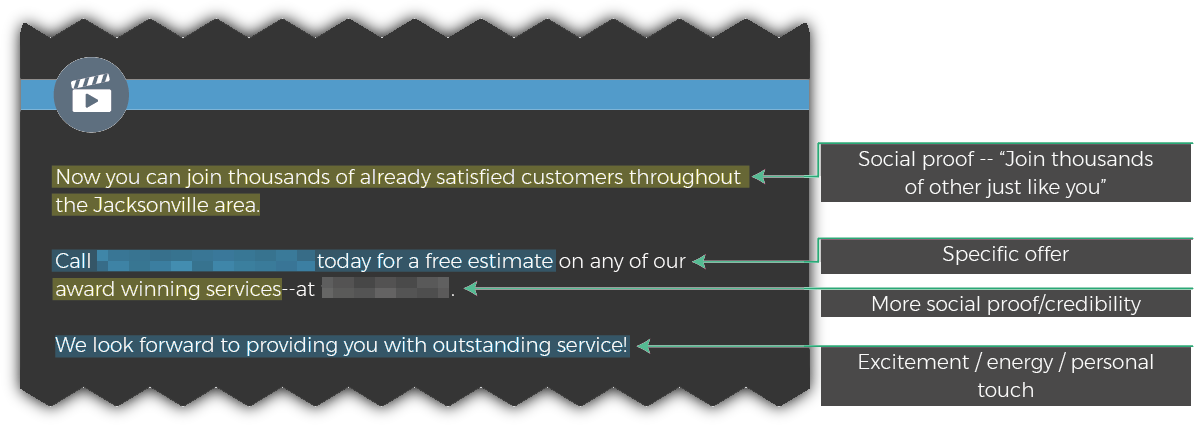 Now you can join thousands of already satisfied customers throughout
the Jacksonville area.
Call today for a free estimate on any of our
award winning services--at .
We look forward to providing you with outstanding service!
Social proof -- “Join thousands
of other just like you”
Specific offer
More social proof/credibility
Excitement / energy / personal
touch